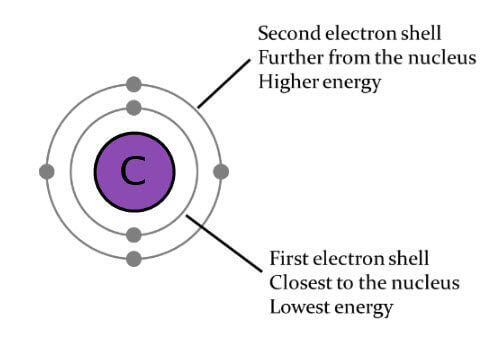 Second electron shell
Further from the nucleus
Higher energy
C
First electron shell
Closest to the nucleus
Lowest energy